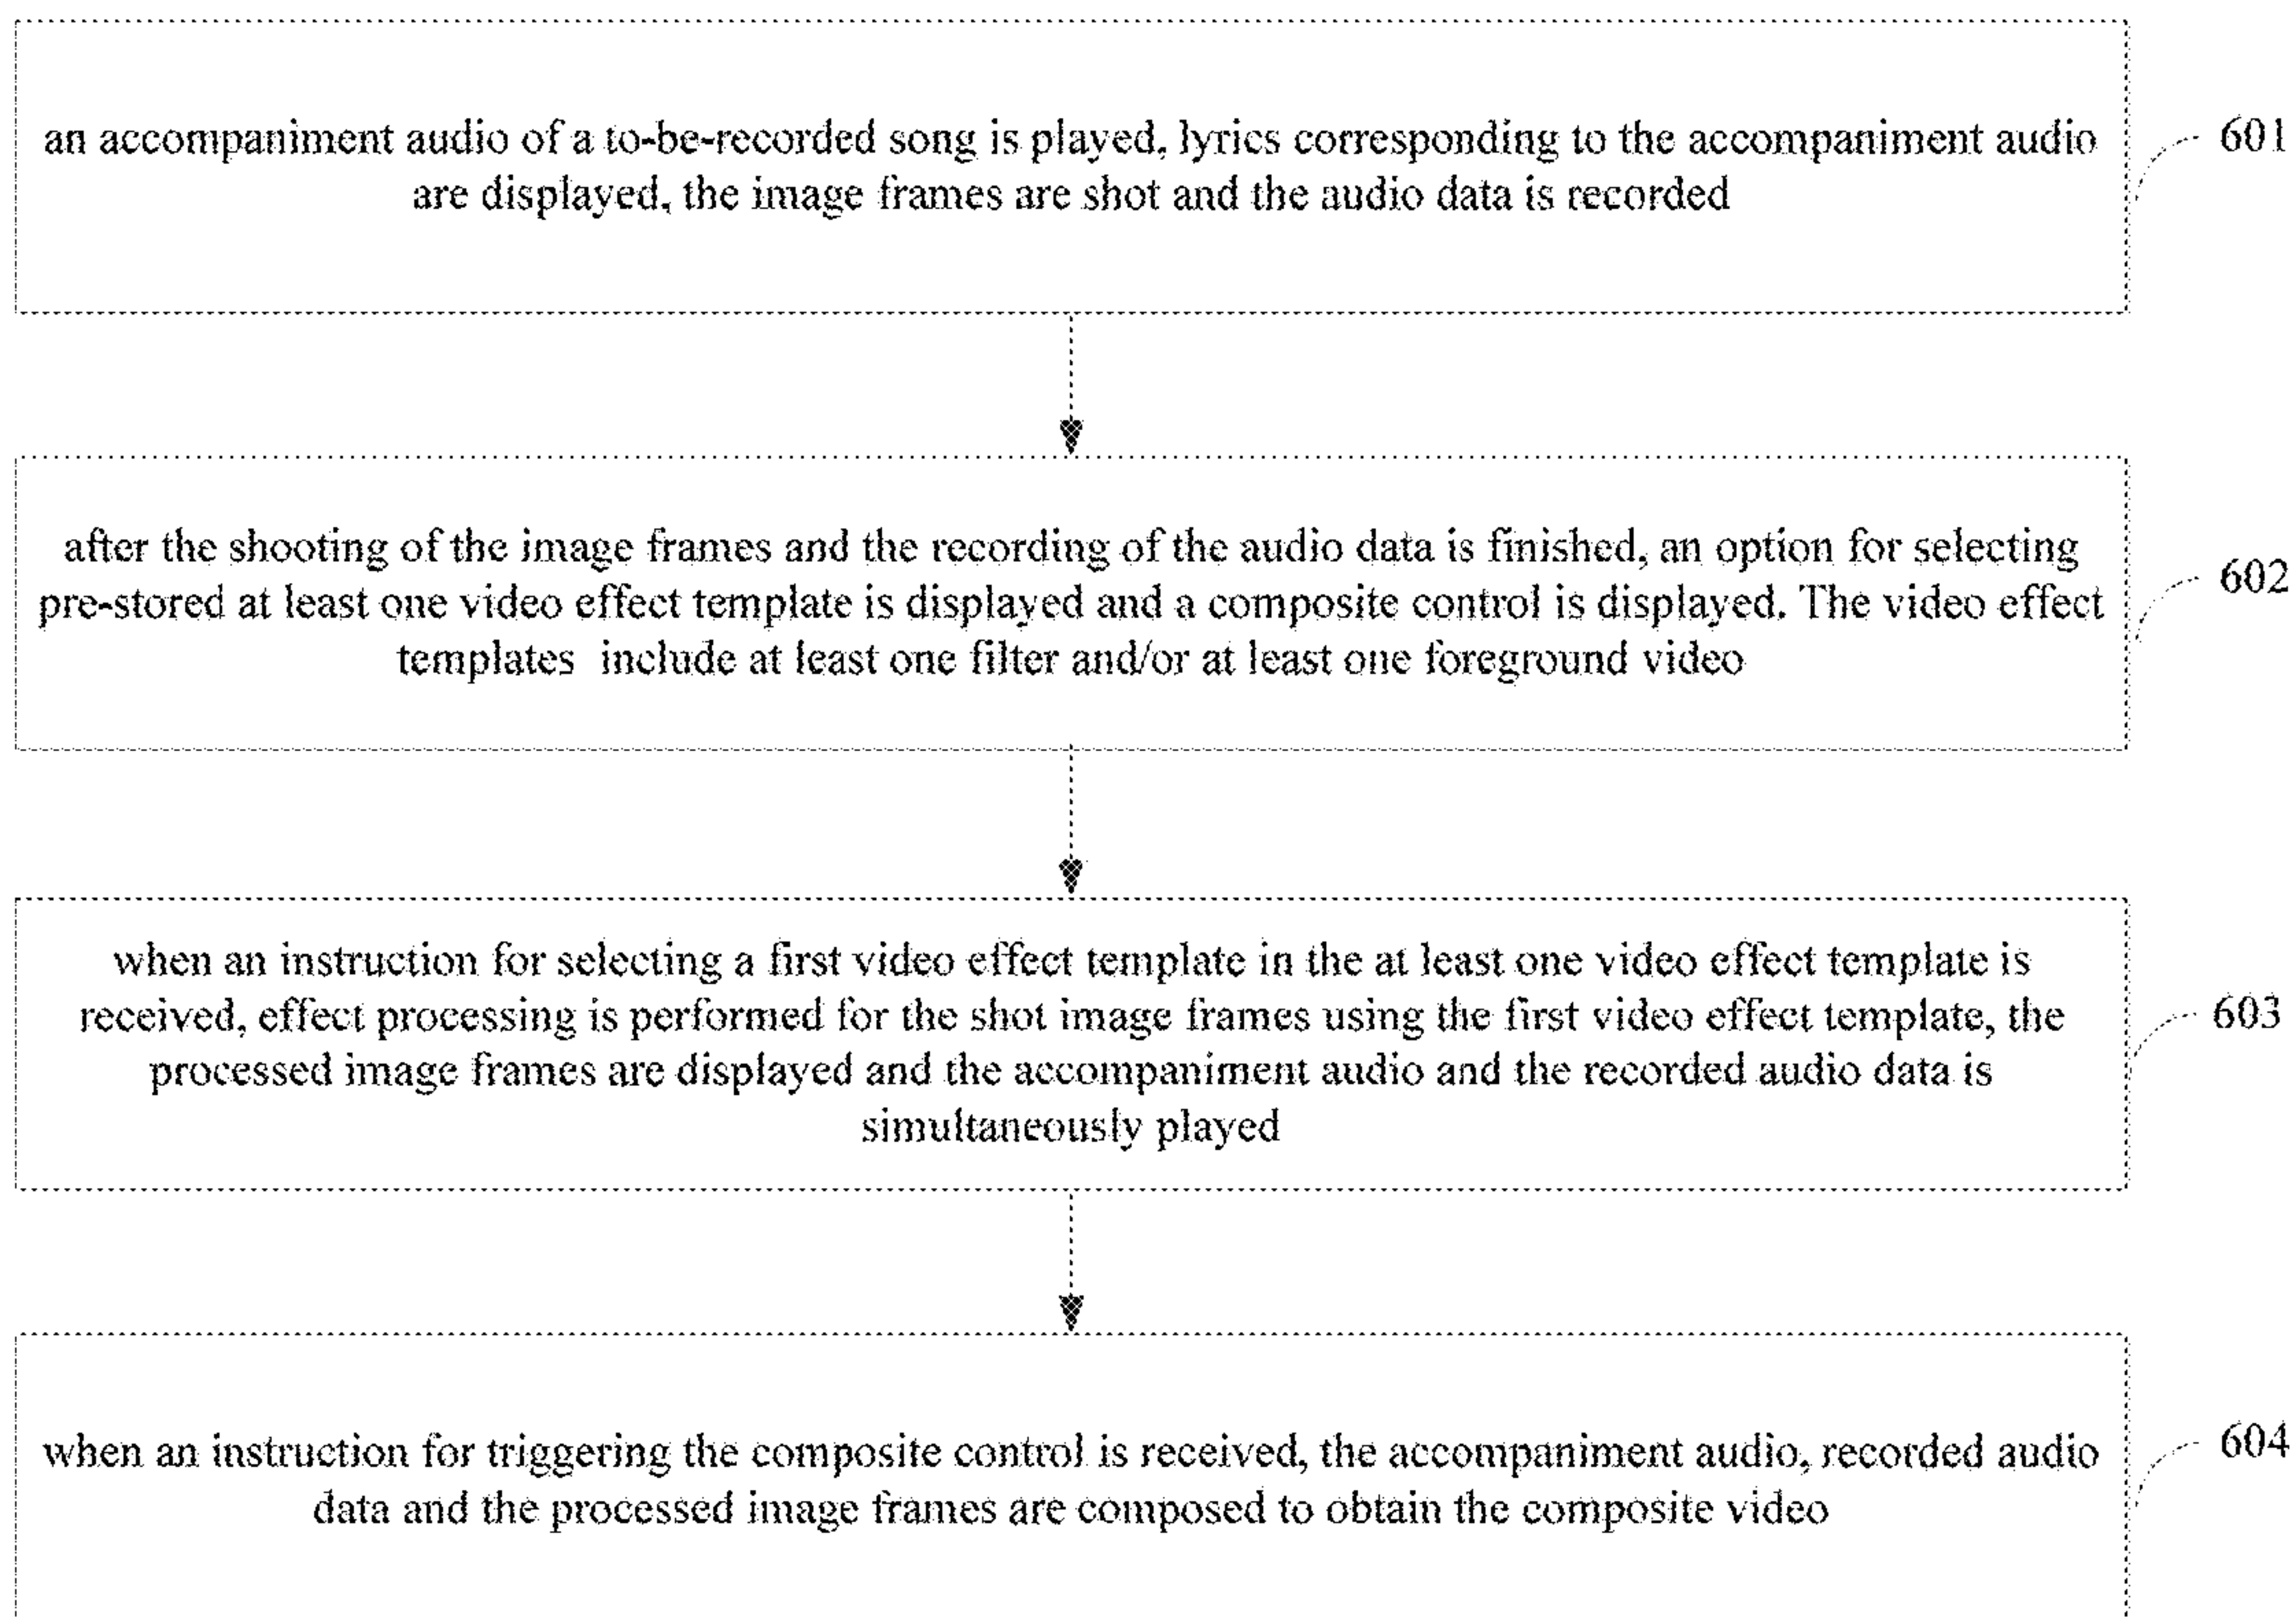 an accompaniment audio of a to-be-recorded song is played, lyrics corresponding to the accompaniment audio
are displayed, the image frames are shot and the audio data is recorded
601
after the shooting of the image frames and the recording of the audio data is finished, an option for selecting
pre-stored at least one video effect template is displayed and a composite control is displayed. The video effect
templates include at least one filter and/or at least one foreground video
602
when an instruction for selecting a first video effect template in the at least one video effect template is
received, effect processing is performed for the shot image frames using the first video effect template, the
processed image frames are displayed and the accompaniment audio and the recorded audio data is
simultaneously played
603
when an instruction for triggering the composite control is received, the accompaniment audio, recorded audio
data and the processed image frames are composed to obtain the composite video
604